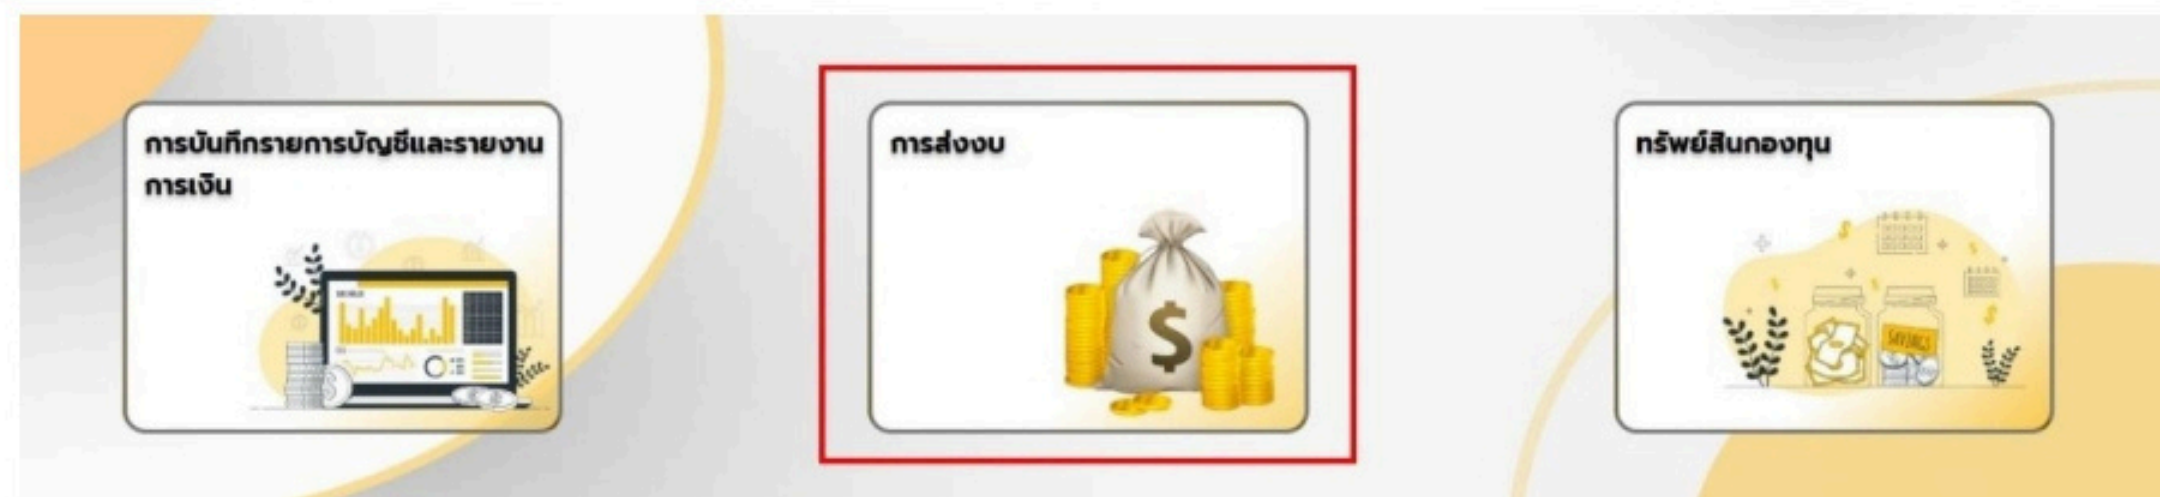 การบันทึกรายการบัญชีและรายงาน
การเงิน
การส่งงบ
ทรัพย์สินกองทุน
$
SAVINGS